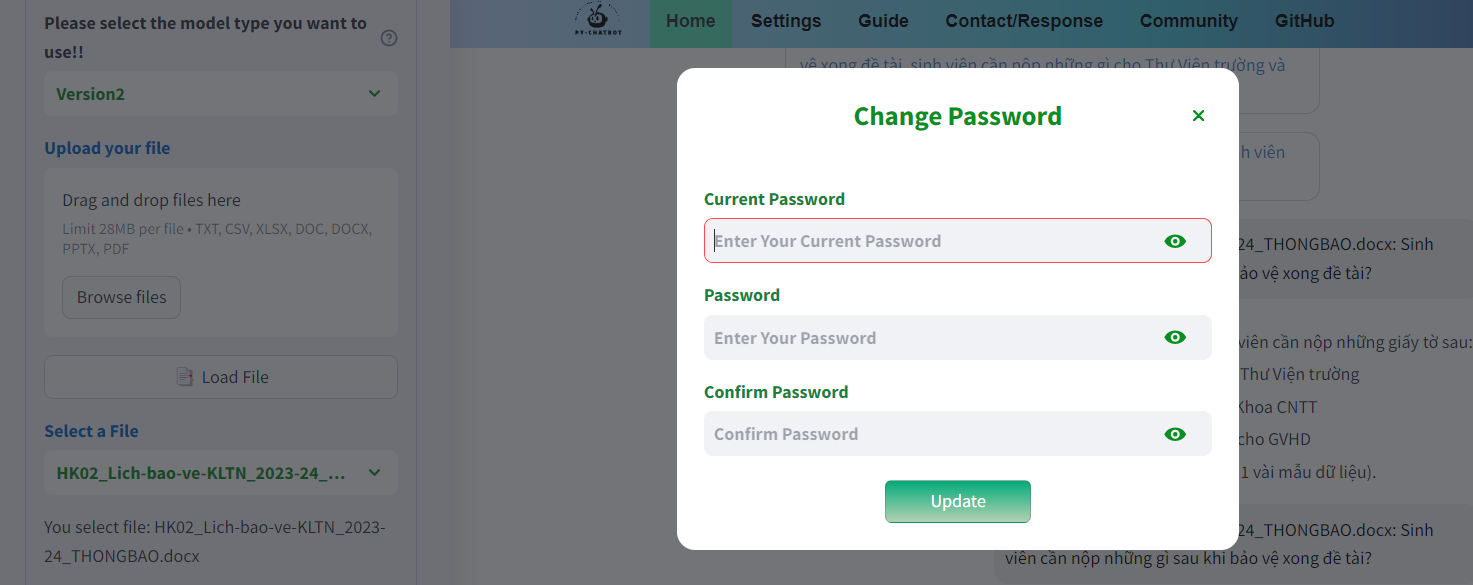 Please select the model type you want to
use!!
Version2
Upload your file
Drag and drop files here
Limit 28MB per file • TXT, CSV, XLSX, DOC, DOCX,
PPTX, PDF
Browse files
Load File
Select a File
HK02_Lich-bao-ve-KLTN_2023-24_...
You select file: HK02_Lich-bao-ve-KLTN_2023-
24_THONGBAO.docx
PY-CHATBOT
Home Settings Guide Contact/Response Community GitHub
vệ xong đề tài, sinh viên cần nộp những gì cho Thư Viện trường và
Change Password
Current Password
Enter Your Current Password
Password
Enter Your Password
Confirm Password
Confirm Password
Update
h viên
24_THONGBAO.docx: Sinh
ảo vệ xong đề tài?
viên cần nộp những giấy tờ sau:
Thư Viện trường
Khoa CNTT
cho GVHD
1 vài mẫu dữ liệu).
24_THONGBAO.docx: Sinh
viên cần nộp những gì sau khi bảo vệ xong đề tài?